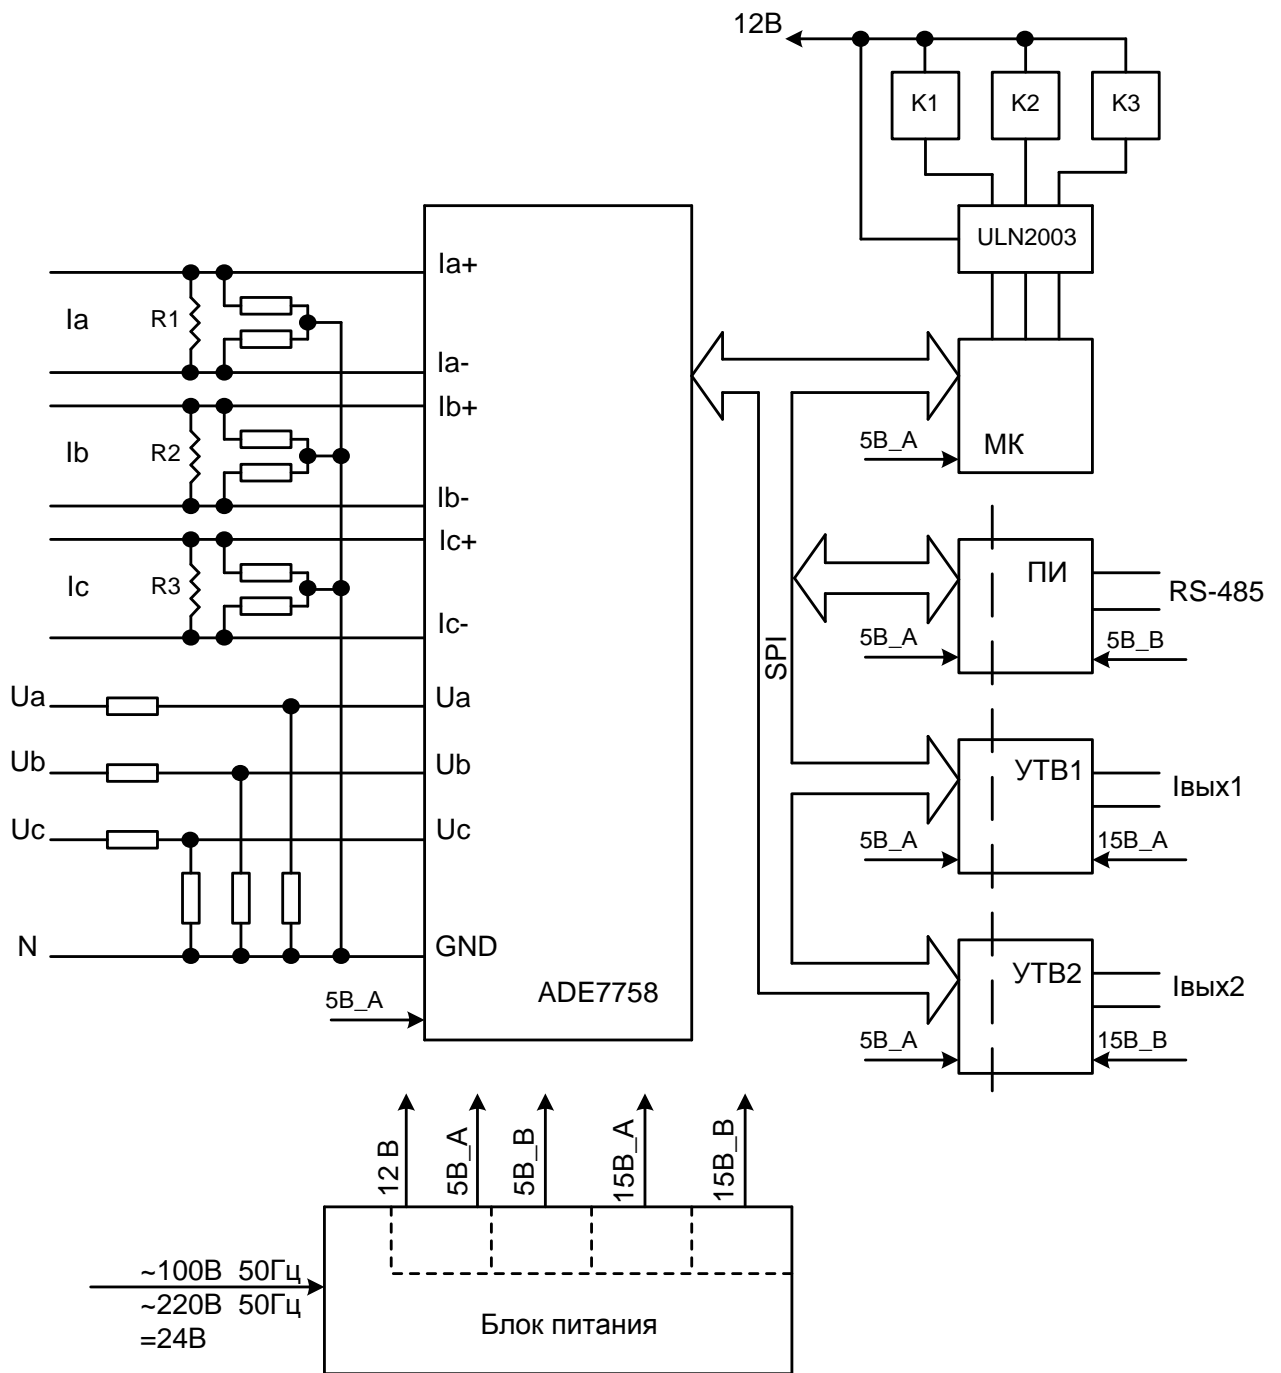 12В
K1
K2
K3
ULN2003
Ia+
Ia
R1
Ia-
Ib+
Ib
R2
Ib-
Ic+
Ic
R3
Ic-
5В_А
МК
SPI
ПИ
RS-485
5В_А
5В_В
Ua
Ua
Ub
Ub
Uc
Uc
УТВ1
Iвых1
5В_А
15В_А
N
GND
ADE7758
5В_А
УТВ2
Iвых2
5В_А
15В_В
12 В
5В_А
5В_В
15В_А
15В_В
~100В 50Гц
~220В 50Гц
=24В
Блок питания